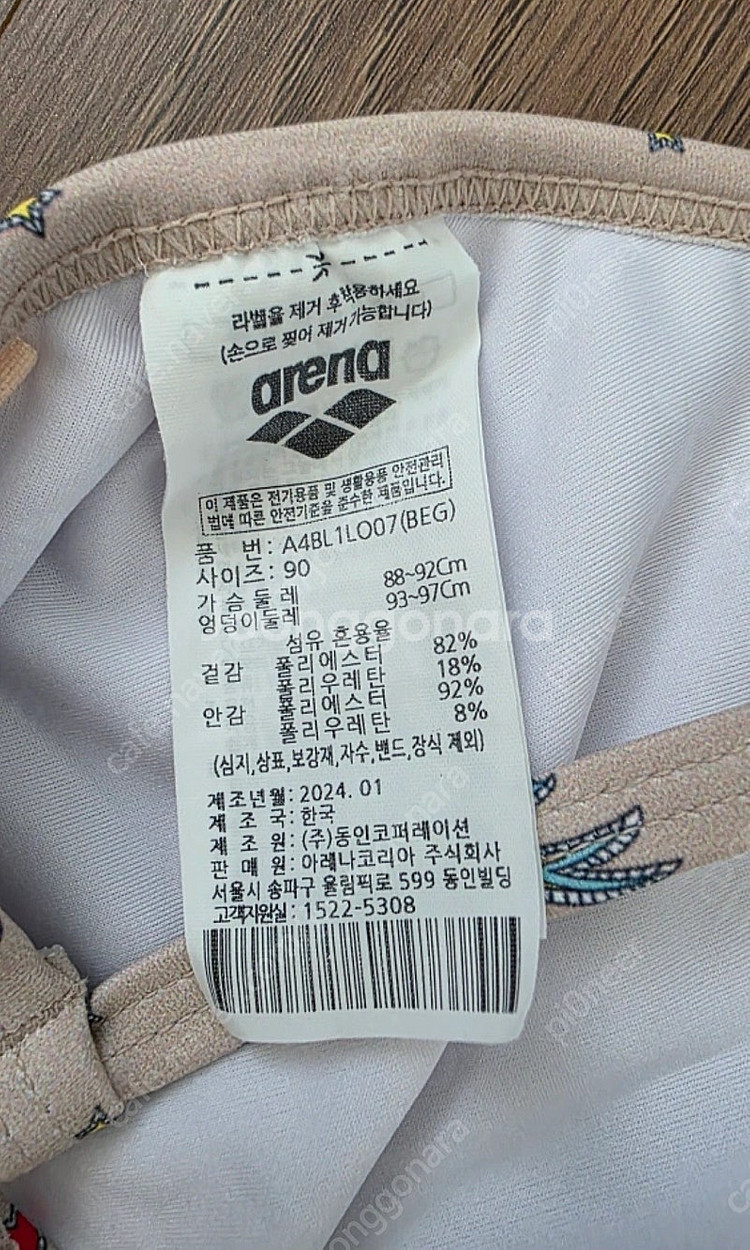 라벨을 제거 후 착용하세요
(손으로 찢어 제거가능합니다)
arena
이 제품은 전기용품 및 생활용품 안전관리
법에 따른 안전기준을 준수한 제품입니다.
품 번: A4BL1LO07(BEG)
사이즈: 90
가슴둘레 88~92Cm
엉덩이둘레 93~97Cm
섬유 혼용율
겉감 폴리에스터 82%
폴리우레탄 18%
안감 폴리에스터 92%
폴리우레탄 8%
(심지,상표,보강재,자수,밴드,장식 제외)
제조년월: 2024. 01
제 조 국: 한국
제 조 원: (주)동인코퍼레이션
판 매 원: 아레나코리아 주식회사
서울시 송파구 올림픽로 599 동인빌딩
고객지원실: 1522-5308
joonggonara
pi0neer